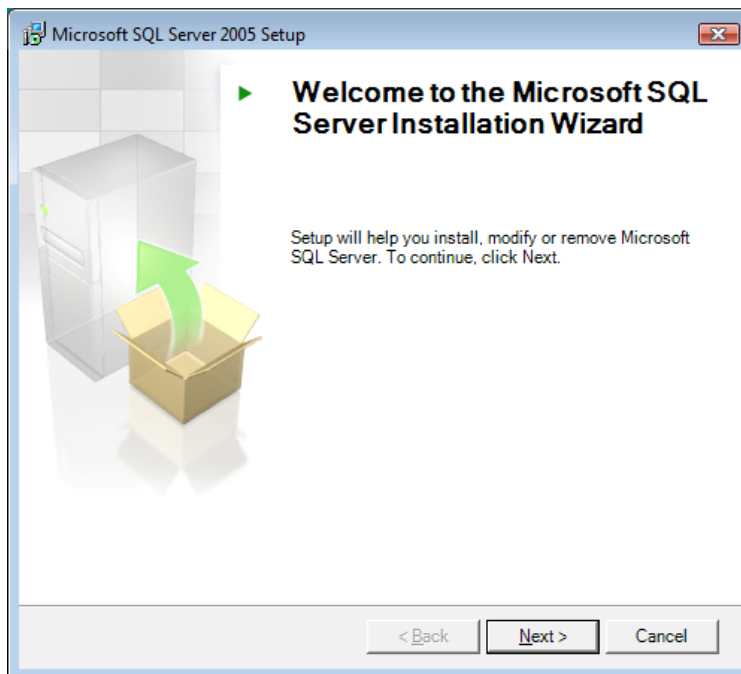 Microsoft SQL Server 2005 Setup
Welcome to the Microsoft SQL
Server Installation Wizard
Setup will help you install, modify or remove Microsoft
SQL Server. To continue, click Next.
< Back
Next >
Cancel